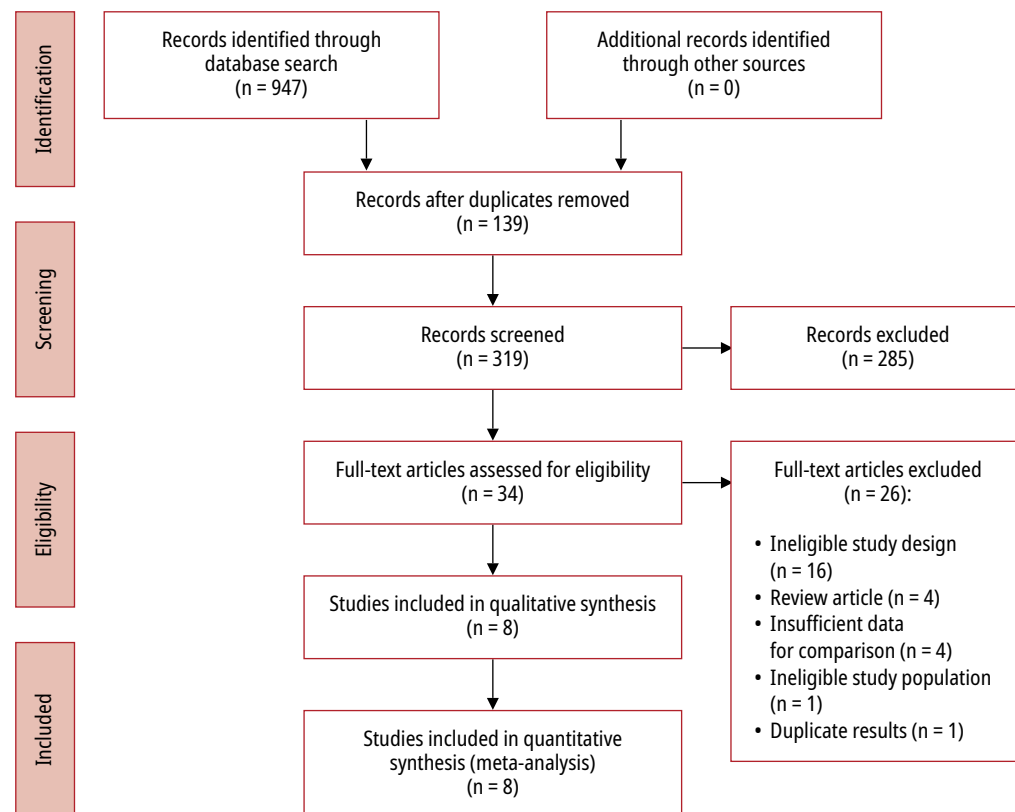 Identification
Records identified through
database search
(n = 947)
Additional records identified
through other sources
(n = 0)
Records after duplicates removed
(n = 139)
Screening
Records screened
(n = 319)
Records excluded
(n = 285)
Eligibility
Full-text articles assessed for eligibility
(n = 34)
Full-text articles excluded
(n = 26):
• Ineligible study design
(n = 16)
• Review article (n = 4)
• Insufficient data
for comparison (n = 4)
• Ineligible study population
(n = 1)
• Duplicate results (n = 1)
Studies included in qualitative synthesis
(n = 8)
Included
Studies included in quantitative
synthesis (meta-analysis)
(n = 8)